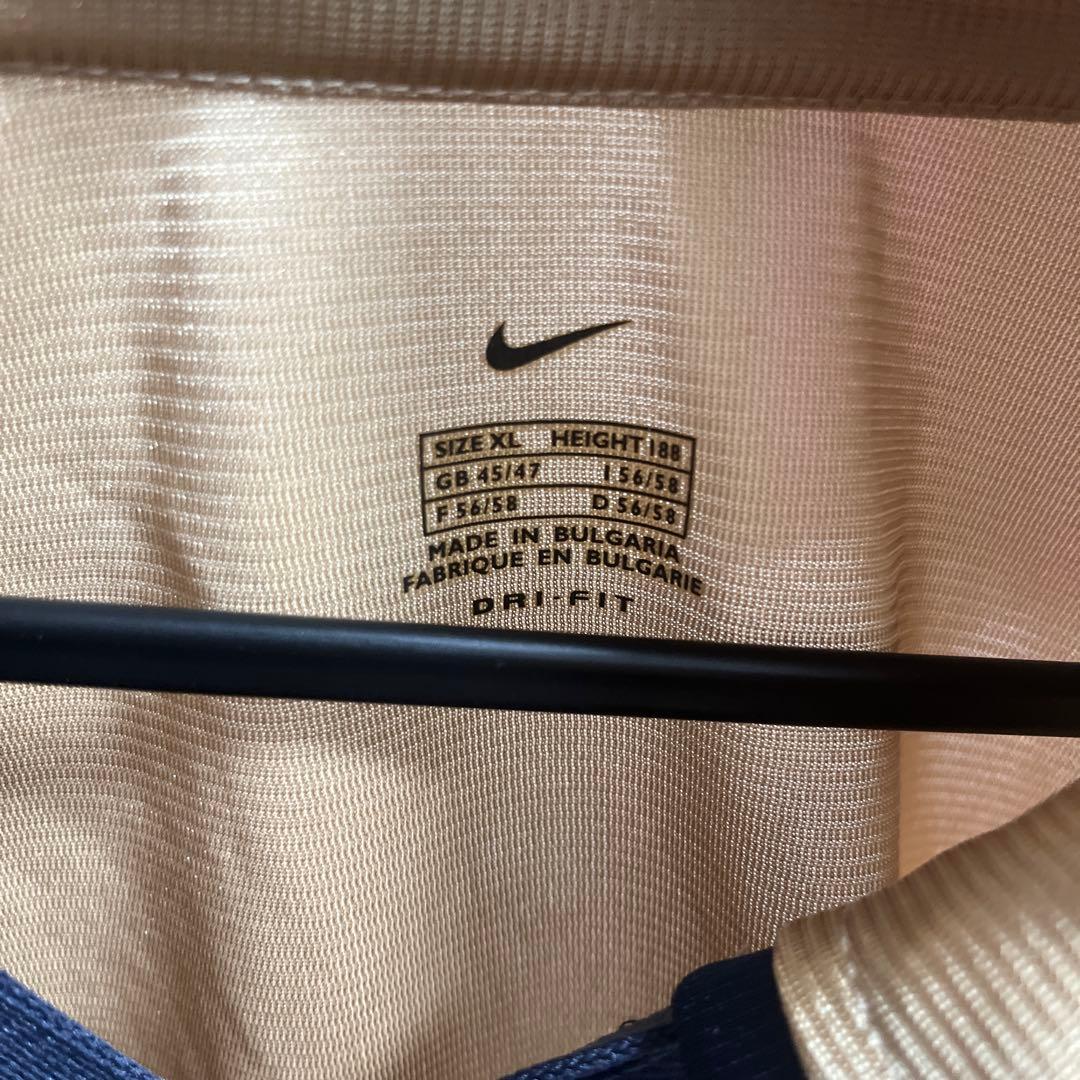 SIZE XL HEIGHT 188
GB 45/47 I 56/58
F 56/58 D 56/58
MADE IN BULGARIA
FABRIQUE EN BULGARIE
DRI-FIT